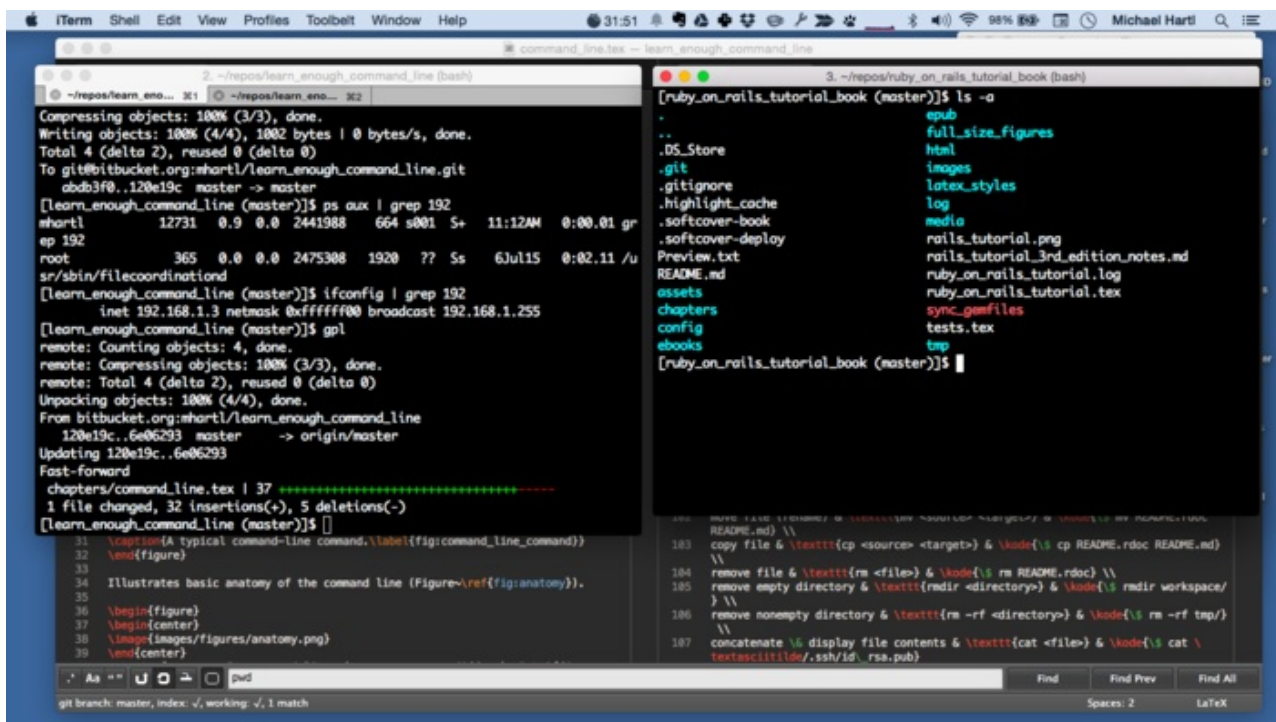 iTerm Shell Edit View Profiles Toolbelt Window Help 31:51 98% Michael Hartl
command_line.tex — learn_enough_command_line
2. ~/repos/learn_enough_command_line (bash)
~/repos/learn_eno... ⌘1 ~/repos/learn_eno... ⌘2
Compressing objects: 100% (3/3), done.
Writing objects: 100% (4/4), 1002 bytes | 0 bytes/s, done.
Total 4 (delta 2), reused 0 (delta 0)
To git@bitbucket.org:mhartl/learn_enough_command_line.git
abdb3f0..120e19c master -> master
[learn_enough_command_line (master)]$ ps aux | grep 192
mhartl 12731 0.9 0.0 2441988 664 s001 S+ 11:12AM 0:00.01 gr
ep 192
root 365 0.0 0.0 2475308 1920 ?? Ss 6Jul15 0:02.11 /u
sr/sbin/filecoordinationd
[learn_enough_command_line (master)]$ ifconfig | grep 192
inet 192.168.1.3 netmask 0xffffff00 broadcast 192.168.1.255
[learn_enough_command_line (master)]$ gpl
remote: Counting objects: 4, done.
remote: Compressing objects: 100% (3/3), done.
remote: Total 4 (delta 2), reused 0 (delta 0)
Unpacking objects: 100% (4/4), done.
From bitbucket.org:mhartl/learn_enough_command_line
120e19c..6e06293 master -> origin/master
Updating 120e19c..6e06293
Fast-forward
chapters/command_line.tex | 37 ++++++++++++++++++++++++++++++++-----
1 file changed, 32 insertions(+), 5 deletions(-)
[learn_enough_command_line (master)]$
3. ~/repos/ruby_on_rails_tutorial_book (bash)
[ruby_on_rails_tutorial_book (master)]$ ls -a
. epub
.. full_size_figures
.DS_Store html
.git images
.gitignore latex_styles
.highlight_cache log
.softcover-book media
.softcover-deploy rails_tutorial.png
Preview.txt rails_tutorial_3rd_edition_notes.md
README.md ruby_on_rails_tutorial.log
assets ruby_on_rails_tutorial.tex
chapters sync_gemfiles
config tests.tex
ebooks tmp
[ruby_on_rails_tutorial_book (master)]$
31 \caption{A typical command-line command.\label{fig:command_line_command}}
32 \end{figure}
33
34 Illustrates basic anatomy of the command line (Figure~\ref{fig:anatomy}).
35
36 \begin{figure}
37 \begin{center}
38 \image{images/figures/anatomy.png}
39 \end{center}
102 move file (rename) & \texttt{mv <source> <target>} & \kode{\$ mv README.rdoc
README.md} \\
103 copy file & \texttt{cp <source> <target>} & \kode{\$ cp README.rdoc README.md}
\\
104 remove file & \texttt{rm <file>} & \kode{\$ rm README.rdoc} \\
105 remove empty directory & \texttt{rmdir <directory>} & \kode{\$ rmdir workspace/
} \\
106 remove nonempty directory & \texttt{rm -rf <directory>} & \kode{\$ rm -rf tmp/}
\\
107 concatenate \& display file contents & \texttt{cat <file>} & \kode{\$ cat \
textasciitilde/.ssh/id\_rsa.pub}
.* Aa "" pwd Find Find Prev Find All
git branch: master, index: ✓, working: ✓, 1 match Spaces: 2 LaTeX